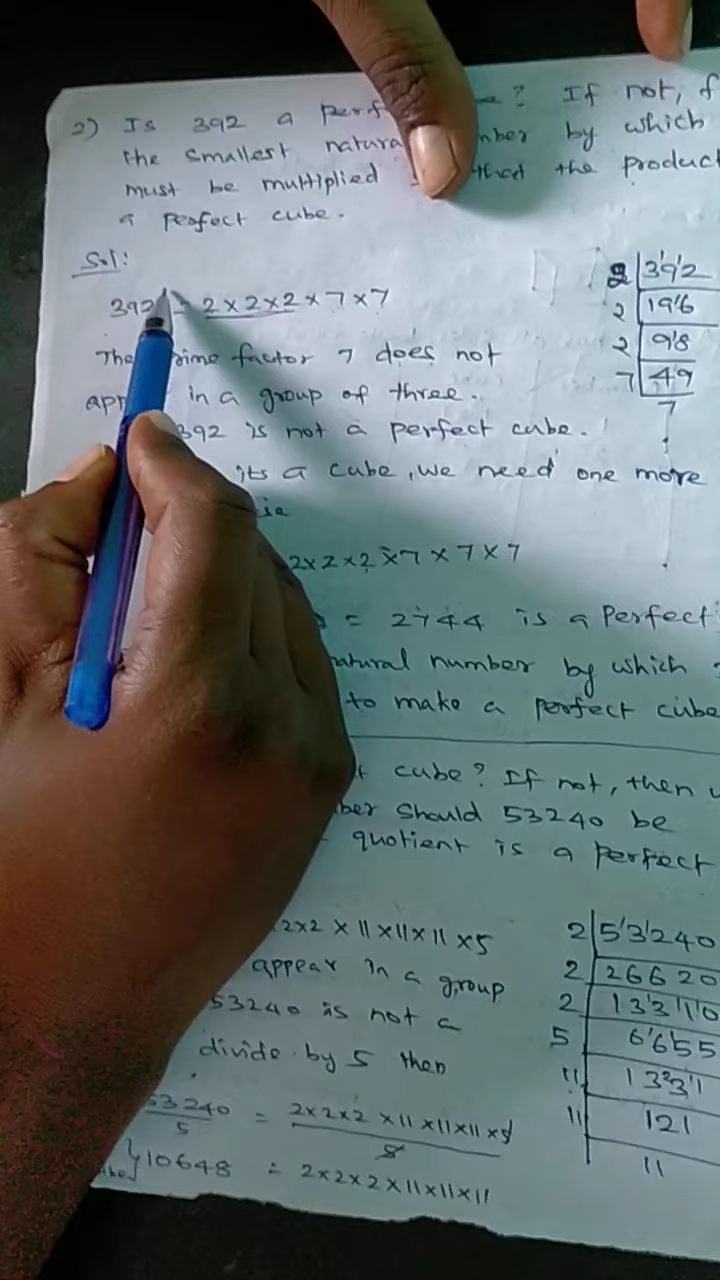 2) Is 392 a If not,
the smallest by which
must be multiplied that the product
a perfect cube.
Sol:
392 = 2 × 2 × 2 × 7 × 7
2 | 392
2 | 196
2 | 98
7 | 49
7
The factor 7 does not
in a group of three.
392 is not a perfect cube.
its a cube, we need one more
2×2×2×7×7×7
= 2744 is a Perfect
natural number by which
to make a perfect cube
cube? If not, then
should 53240 be
quotient is a perfect
2×2 × 11 ×11× 11 ×5
appear in a group
53240 is not a
divide by 5 then
53240 / 5 = 2×2×2 ×11 ×11×11 ×5 / 5
10648 = 2×2×2×11×11×11
2 | 53240
2 | 26620
2 | 13310
5 | 6655
11 | 1331
11 | 121
11